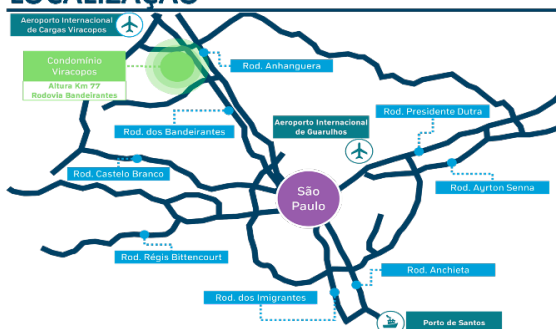 LOCALIZAÇÃO
Aeroporto Internacional
de Cargas Viracopos
Condomínio
Viracopos
Altura Km 77
Rodovia Bandeirantes
Rod. Anhanguera
Rod. dos Bandeirantes
Aeroporto Internacional
de Guarulhos
Rod. Presidente Dutra
Rod. Castelo Branco
São
Paulo
Rod. Ayrton Senna
Rod. Régis Bittencourt
Rod. Anchieta
Rod. dos Imigrantes
Porto de Santos